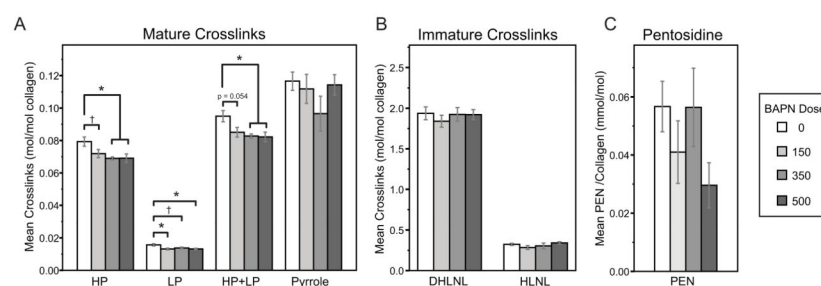 A
Mature Crosslinks
Mean Crosslinks (mol/mol collagen)
0.12
0.10
0.08
0.06
0.04
0.02
0.00
*
†
*
†
*
*
p = 0.054
HP
LP
HP+LP
Pyrrole
B
Immature Crosslinks
Mean Crosslinks (mol/mol collagen)
2.5
2.0
1.5
1.0
0.5
0.0
DHLNL
HLNL
C
Pentosidine
Mean PEN /Collagen (mmol/mol)
0.08
0.06
0.04
0.02
0.00
PEN
BAPN Dose
0
150
350
500